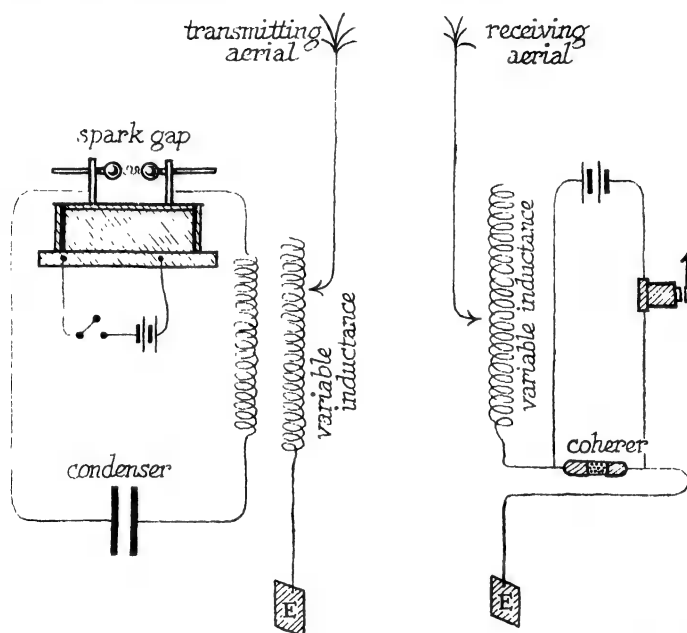 transmitting
aerial
receiving
aerial
spark gap
variable
inductance
variable inductance
condenser
coherer
E
E